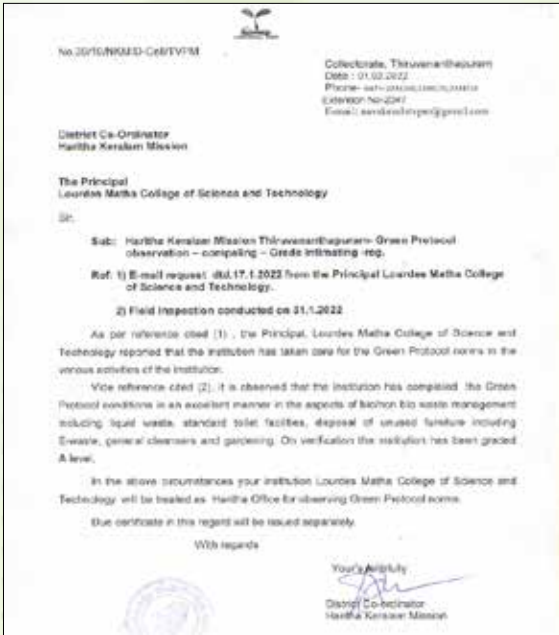 Collectorate, Thiruvananthapuram
Date : 01.02.2022
Phone-
Extension No-2247
District Co-Ordinator
Haritha Keralam Mission
The Principal
Lourdes Matha College of Science and Technology
Sir,
Sub: Haritha Keralam Mission Thiruvananthapuram- Green Protocol
observation – – Grade intimating -reg.
Ref: 1) E-mail request dtd.17.1.2022 from the Principal Lourdes Matha College
of Science and Technology.
2) Field Inspection conducted on 31.1.2022
As per reference cited (1) , the Principal, Lourdes Matha College of Science and
Technology reported that the institution has taken care for the Green Protocol norms in the
various activities of the institution.
Vice reference cited (2), it is observed that the institution has completed the Green
Protocol conditions in an excellent manner in the aspects of bio waste management
including liquid waste, standard toilet facilities, disposal of unused furniture including
E-waste, general cleanness and gardening. On verification the institution has been graded
A level.
In the above circumstances your institution Lourdes Matha College of Science and
Technology will be treated as Haritha Office for observing Green Protocol norms.
Due certificate in this regard will be issued separately.
With regards
Your's faithfully
District Co-ordinator
Haritha Keralam Mission